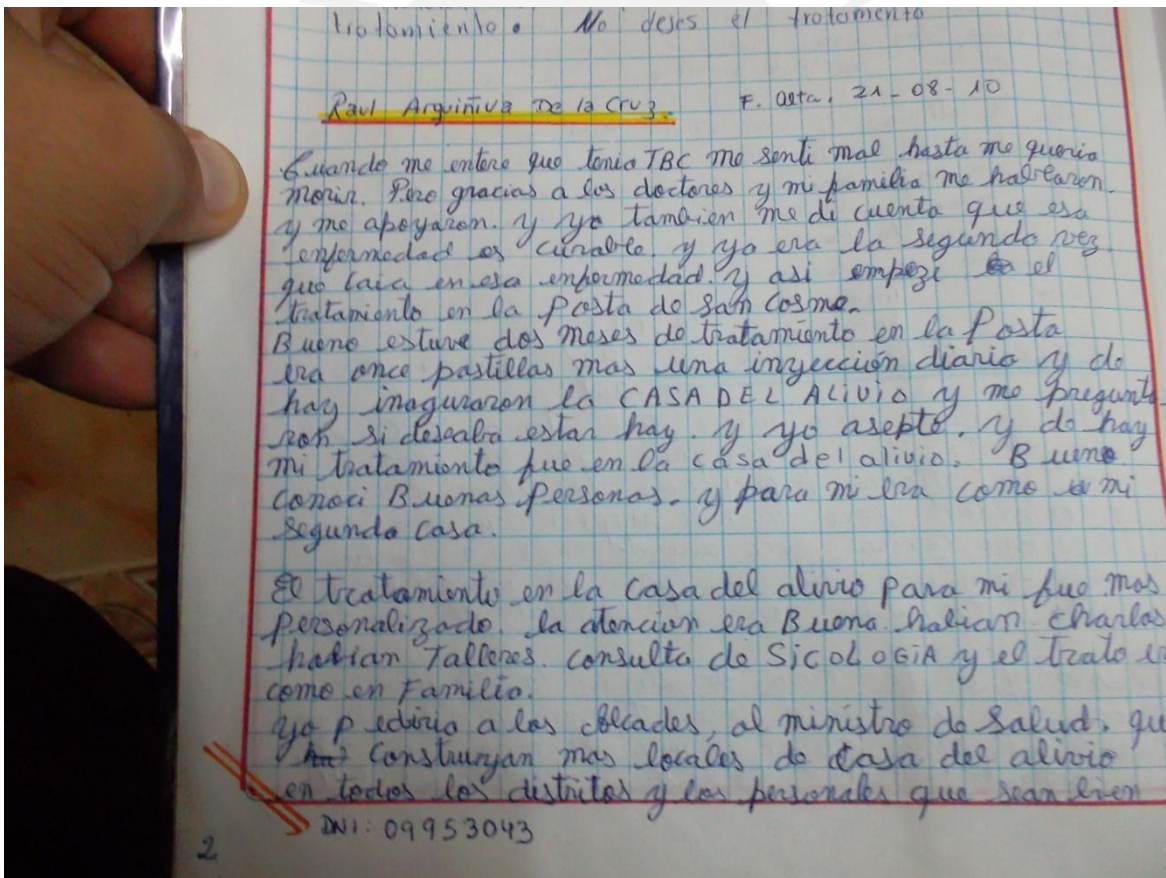 tratamiento. No deses el tratamento
Raul Arguiniva De la Cruz. F. Alta. 21-08-10
Cuando me entere que tenia TBC me senti mal hasta me queria
morir. Pero gracias a los doctores y mi familia me hablaron.
y me apoyaron. y yo tambien me di cuenta que esa
enfermedad es curable. y yo era la segunda vez
que caia en esa enfermedad. y asi empeze el
tratamiento en la Posta de San Cosme.
Bueno estuve dos meses de tratamiento en la Posta
era once pastillas mas una inyección diario y de
hay inaguraron la CASA DEL ALiViO y me pregunta
ron si deseaba estar hay. y yo asepte. y de hay
mi tratamiento fue en la casa del alivio. Bueno
conoci Buenas Personas. y para mi era como mi
segunda casa.
El tratamiento en la Casa del alivio para mi fue mas
Personalizado. la atencion era Buena. habian charlas
habian Talleres. consulta de SiCOLOGiA y el trato
como en Familia.
yo pediria a los alcades, al ministro de Salud. qu
construyan mas locales de Casa del alivio
en todos los distritos y los personales que sean bien
DNI: 09953043
2